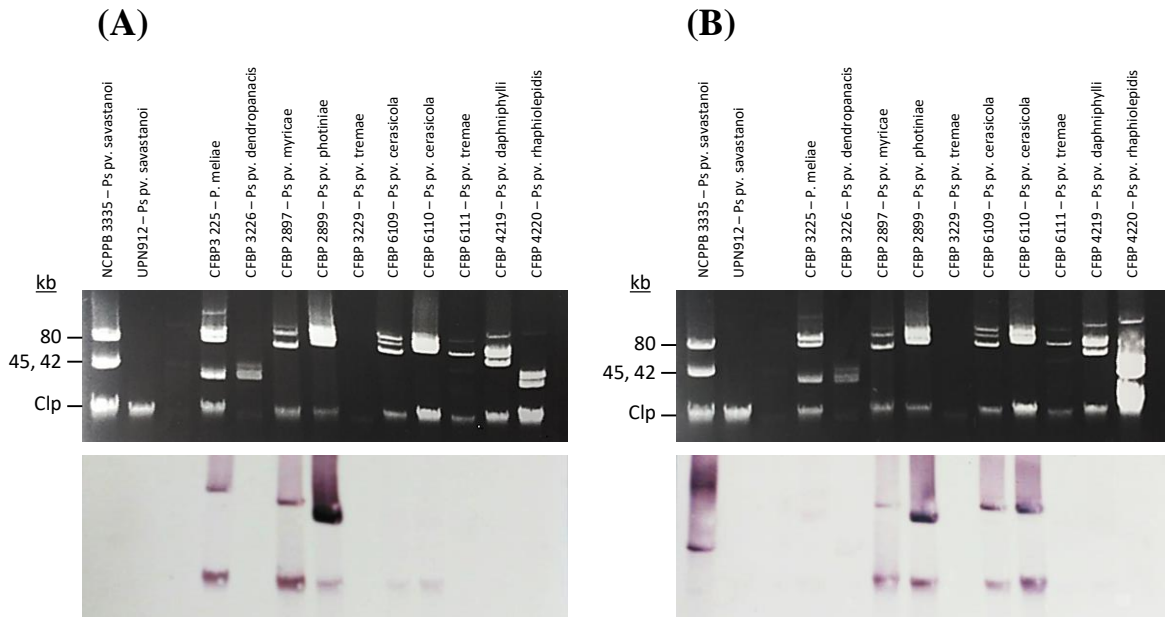 (A)
NCPPB 3335 – Ps pv. savastanoi
UPN912 – Ps pv. savastanoi
CFBP3 225 – P. meliae
CFBP 3226 – Ps pv. dendropanacis
CFBP 2897 – Ps pv. myricae
CFBP 2899 – Ps pv. photiniae
CFBP 3229 – Ps pv. tremae
CFBP 6109 – Ps pv. cerasicola
CFBP 6110 – Ps pv. cerasicola
CFBP 6111 – Ps pv. tremae
CFBP 4219 – Ps pv. daphniphylli
CFBP 4220 – Ps pv. rhaphiolepidis
kb
80
45, 42
Clp
(B)
NCPPB 3335 – Ps pv. savastanoi
UPN912 – Ps pv. savastanoi
CFBP 3225 – P. meliae
CFBP 3226 – Ps pv. dendropanacis
CFBP 2897 – Ps pv. myricae
CFBP 2899 – Ps pv. photiniae
CFBP 3229 – Ps pv. tremae
CFBP 6109 – Ps pv. cerasicola
CFBP 6110 – Ps pv. cerasicola
CFBP 6111 – Ps pv. tremae
CFBP 4219 – Ps pv. daphniphylli
CFBP 4220 – Ps pv. rhaphiolepidis
kb
80
45, 42
Clp